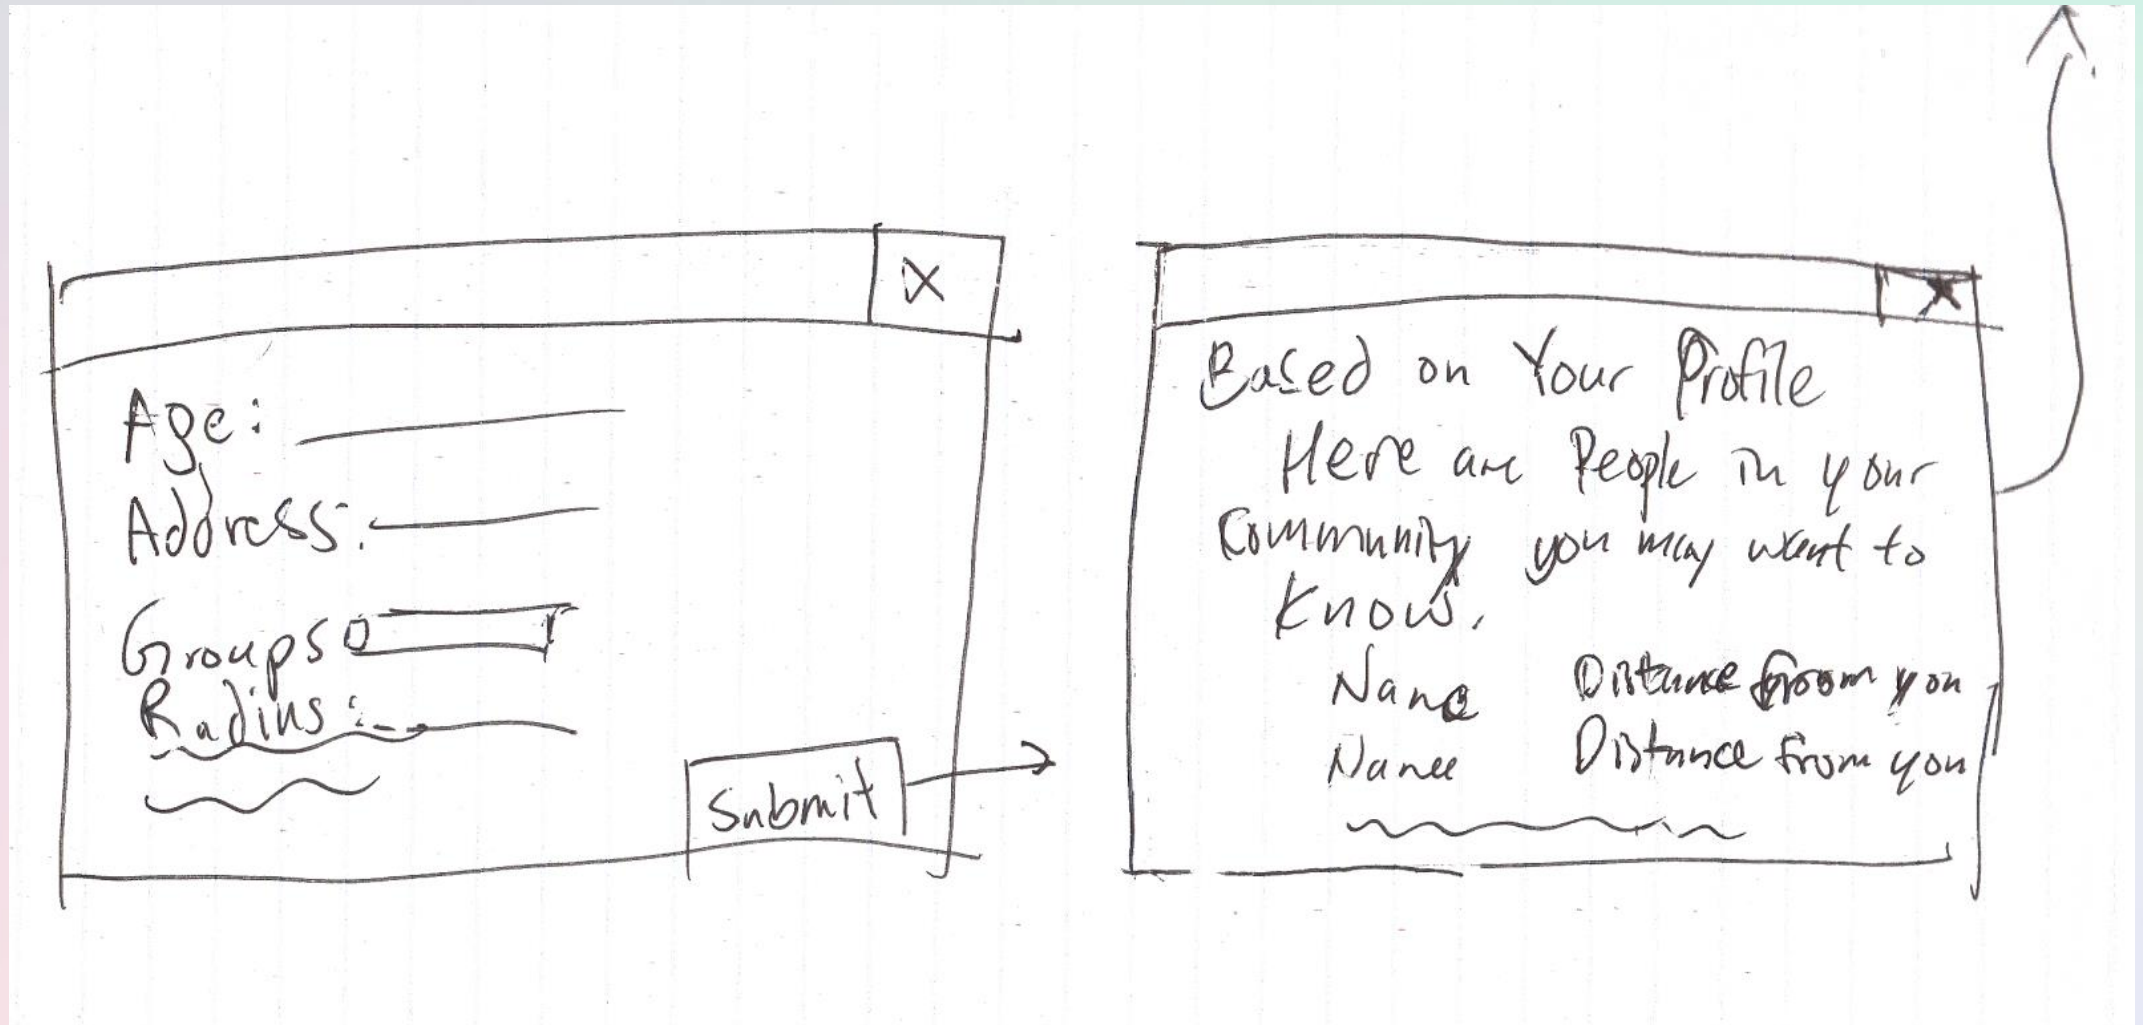 X
Age:
Address:
Groups
Radius:
Submit
X
Based on Your Profile
Here are People in your
Community you may want to
Know.
Name Distance from you
Name Distance from you